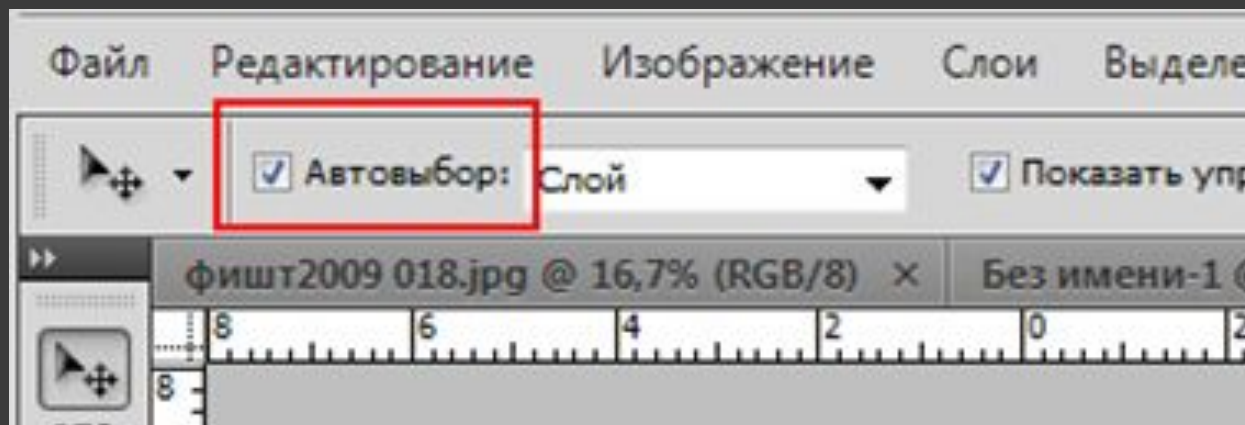 Файл Редактирование Изображение Слои
Автовыбор: Слой Показать
фишт2009 018.jpg @ 16,7% (RGB/8) × Без имени-1 @
8 6 4 2 0 2
8